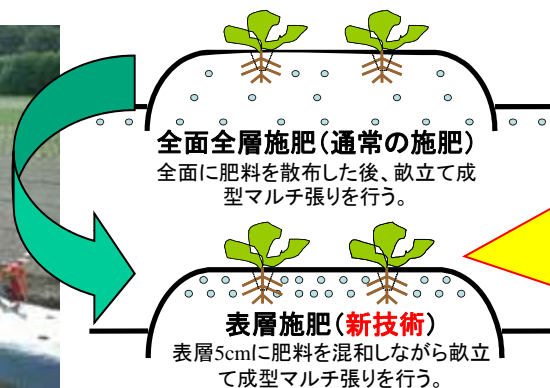 全面全層施肥(通常の施肥)
全面に肥料を散布した後、畝立て成
型マルチ張りを行う。
表層施肥(新技術)
表層5cmに肥料を混和しながら畝立
て成型マルチ張りを行う。